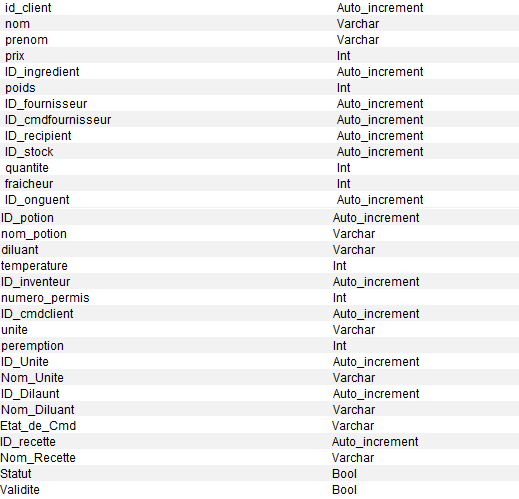 id_client Auto_increment
nom Varchar
prenom Varchar
prix Int
ID_ingredient Auto_increment
poids Int
ID_fournisseur Auto_increment
ID_cmdfournisseur Auto_increment
ID_recipient Auto_increment
ID_stock Auto_increment
quantite Int
fraicheur Int
ID_onguent Auto_increment
ID_potion Auto_increment
nom_potion Varchar
diluant Varchar
temperature Int
ID_inventeur Auto_increment
numero_permis Int
ID_cmdclient Auto_increment
unite Varchar
peremption Int
ID_Unite Auto_increment
Nom_Unite Varchar
ID_Dilaunt Auto_increment
Nom_Diluant Varchar
Etat_de_Cmd Varchar
ID_recette Auto_increment
Nom_Recette Varchar
Statut Bool
Validite Bool